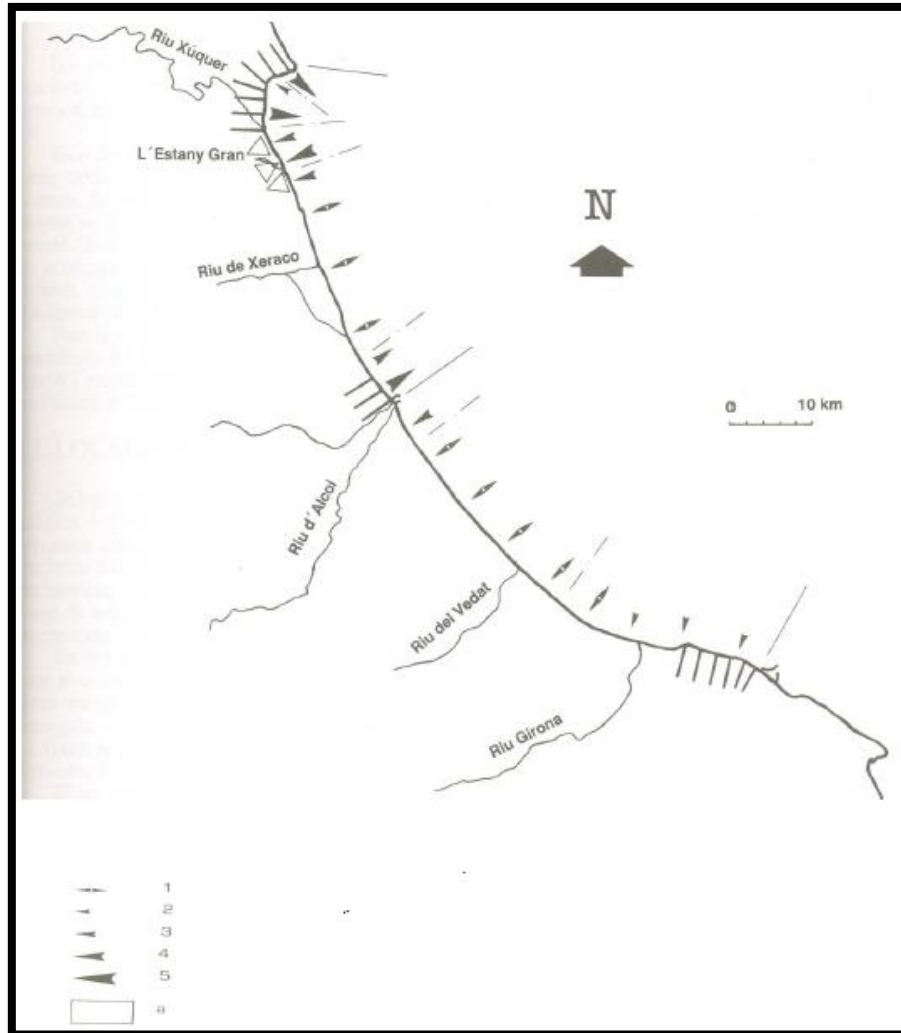 Riu Xúquer
L´Estany Gran
N
Riu de Xeraco
0 10 km
Riu d´Alcoi
Riu del Vedat
Riu Girona
1
2
3
4
5
a